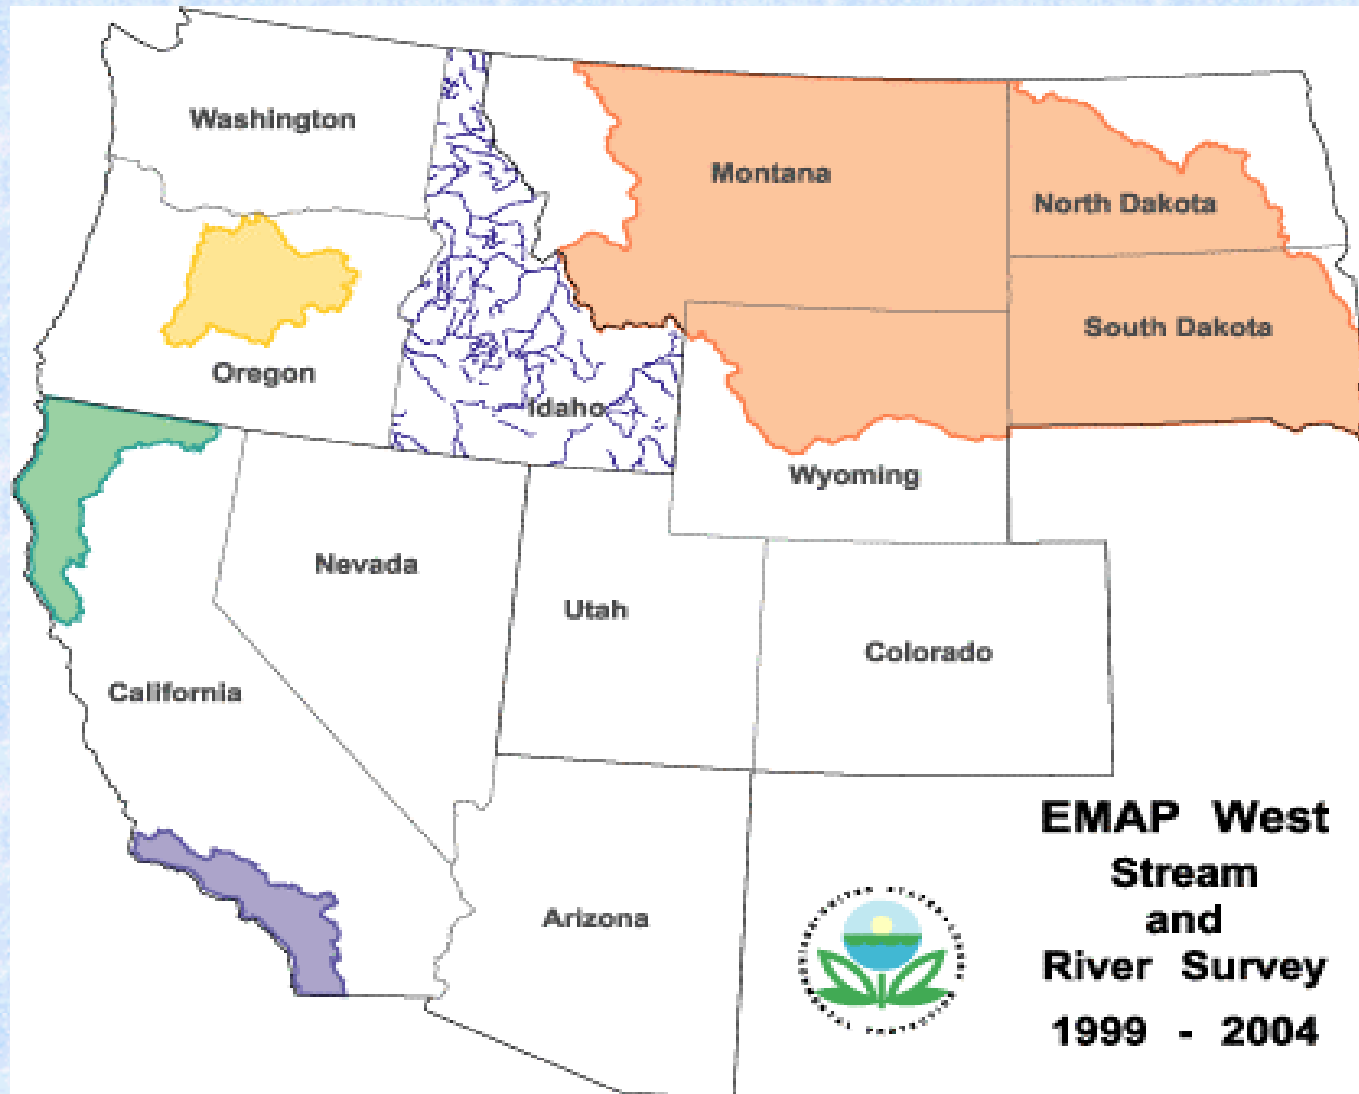 Washington
Montana
North Dakota
South Dakota
Oregon
Idaho
Wyoming
Nevada
Utah
Colorado
California
Arizona
EMAP West
Stream
and
River Survey
1999 - 2004